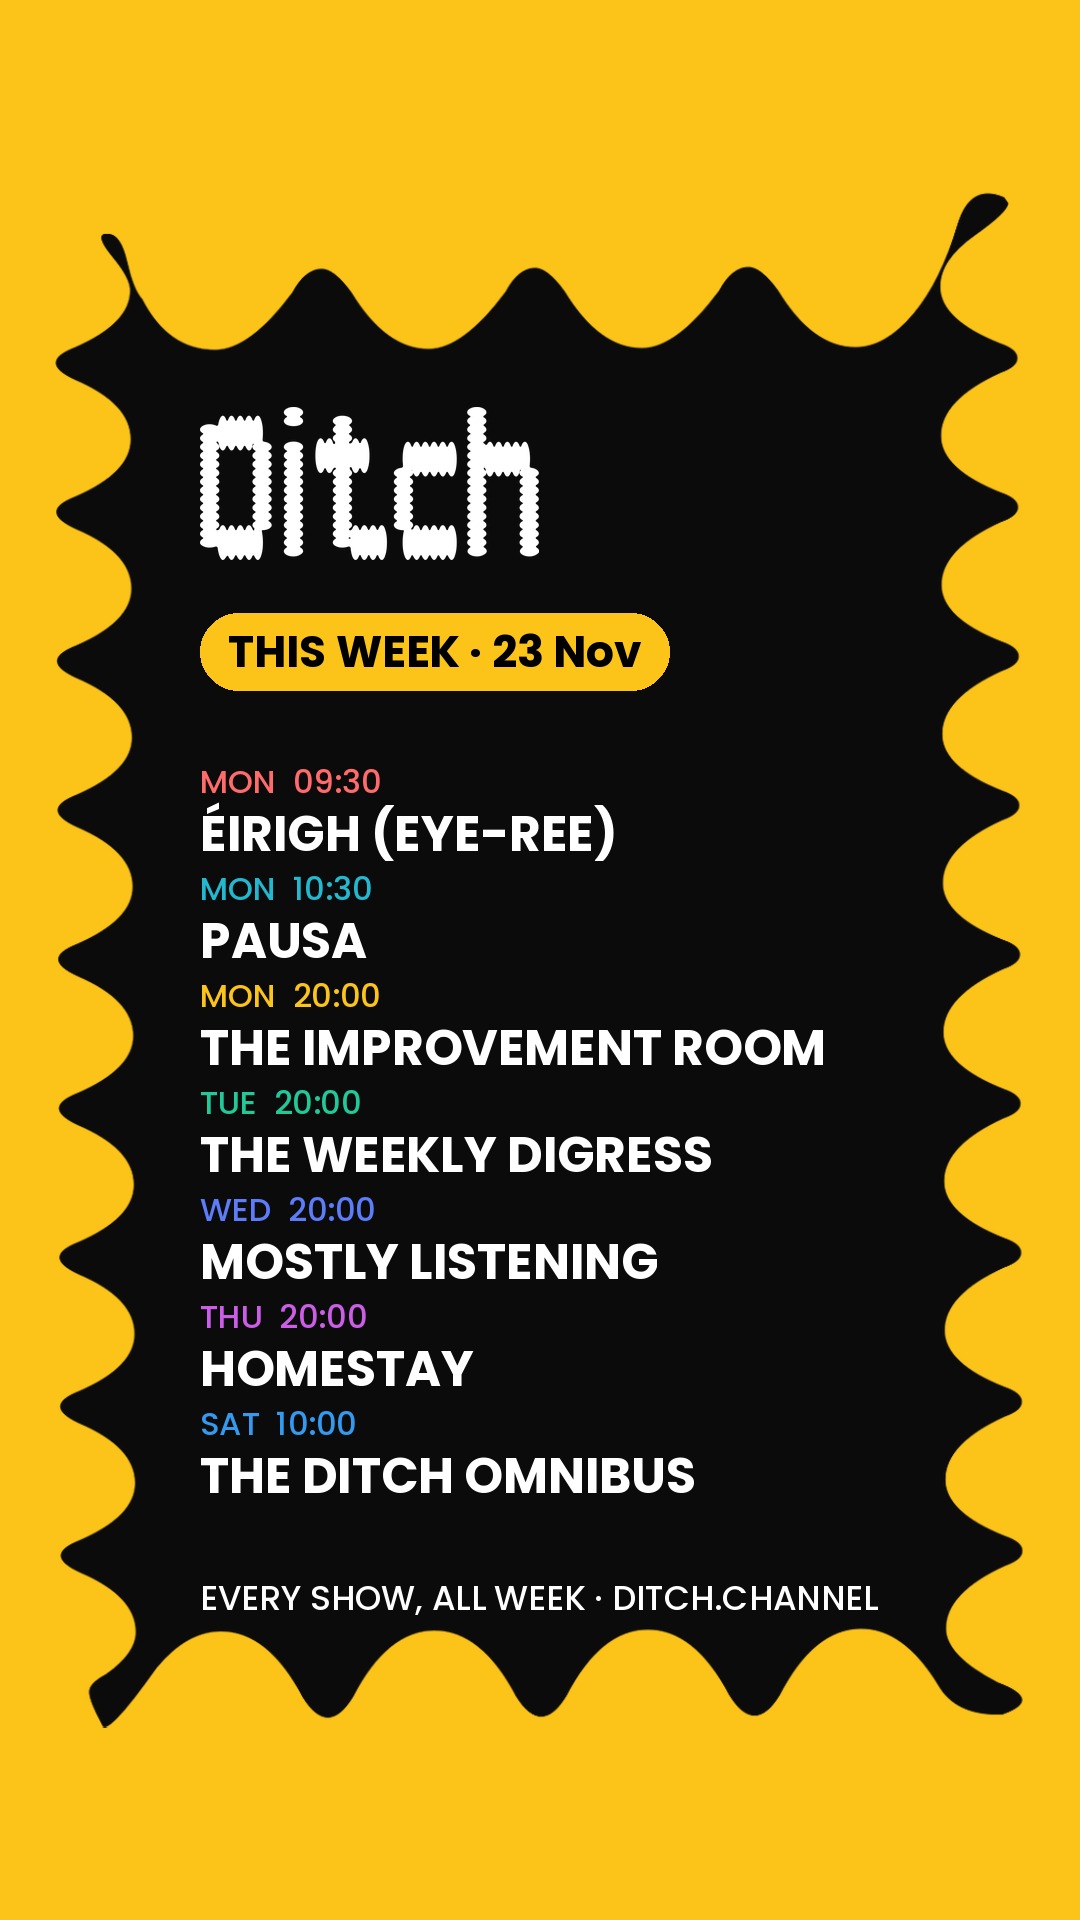 Ditch
THIS WEEK · 23 Nov
MON 09:30
ÉIRIGH (EYE-REE)
MON 10:30
PAUSA
MON 20:00
THE IMPROVEMENT ROOM
TUE 20:00
THE WEEKLY DIGRESS
WED 20:00
MOSTLY LISTENING
THU 20:00
HOMESTAY
SAT 10:00
THE DITCH OMNIBUS
EVERY SHOW, ALL WEEK · DITCH.CHANNEL